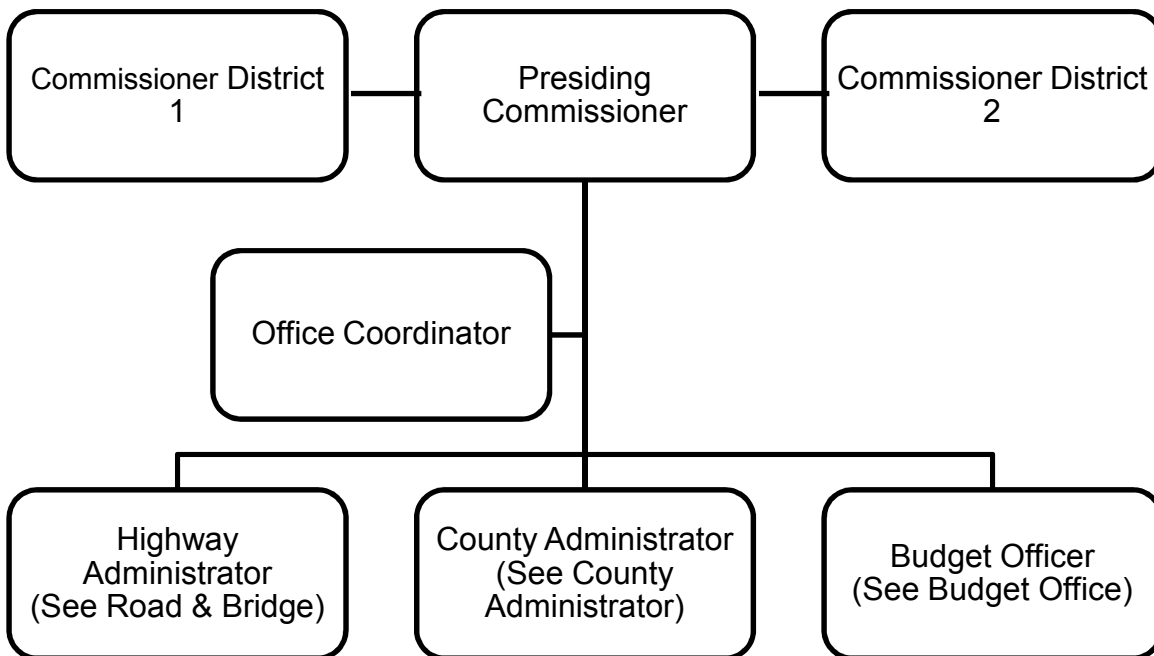 Commissioner District
1
Presiding
Commissioner
Commissioner District
2
Office Coordinator
Highway
Administrator
(See Road & Bridge)
County Administrator
(See County
Administrator)
Budget Officer
(See Budget Office)